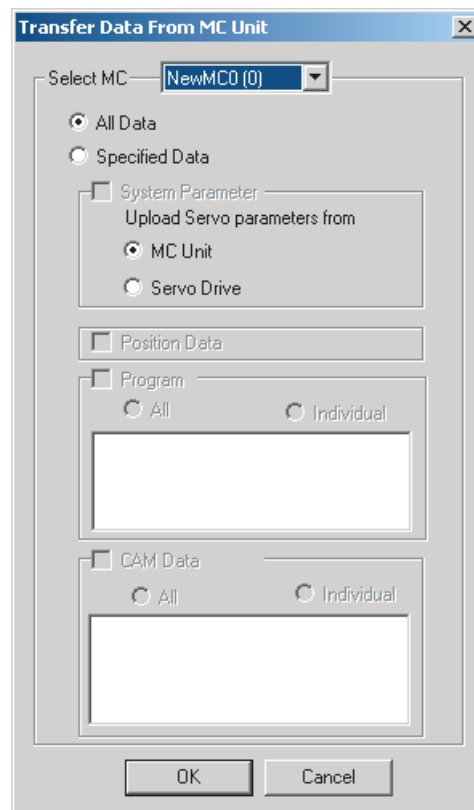 Transfer Data From MC Unit
Select MC NewMC0 (0)
All Data
Specified Data
System Parameter
Upload Servo parameters from
MC Unit
Servo Drive
Position Data
Program
All Individual
CAM Data
All Individual
OK Cancel